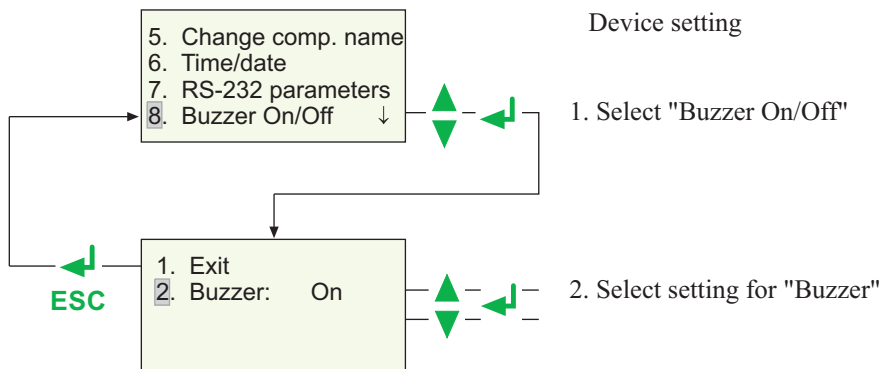 Device setting
5. Change comp. name
6. Time/date
7. RS-232 parameters
8. Buzzer On/Off ↓
1. Select "Buzzer On/Off"
1. Exit
2. Buzzer: On
ESC
2. Select setting for "Buzzer"